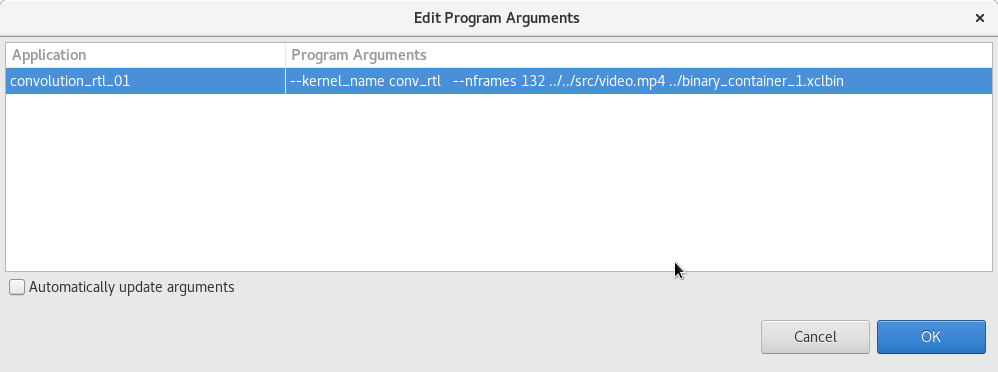 Edit Program Arguments
Application Program Arguments
convolution_rtl_01 --kernel_name conv_rtl --nframes 132 ../../src/video.mp4 ../binary_container_1.xclbin
Automatically update arguments
Cancel OK